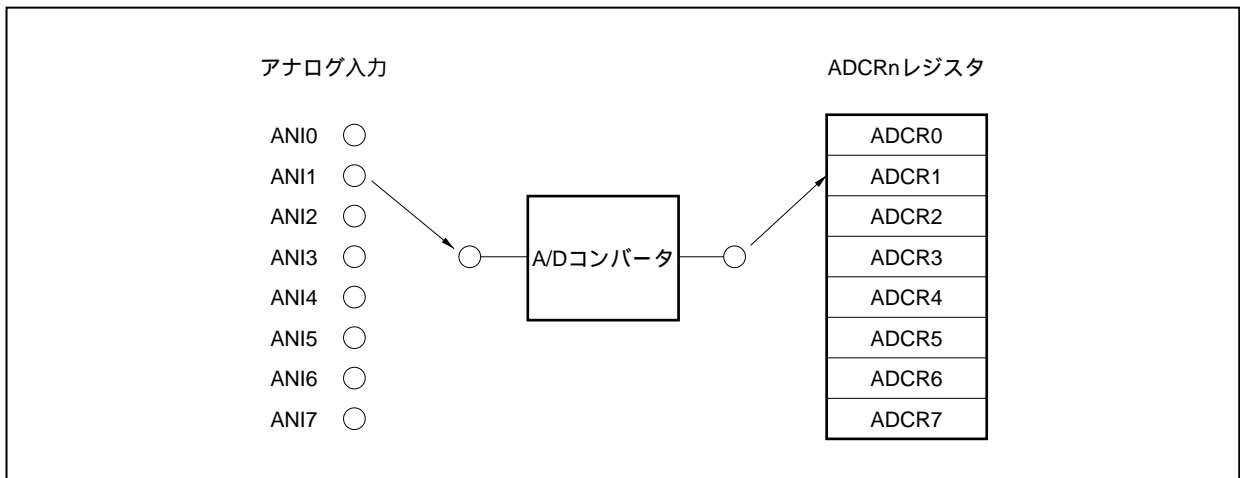 アナログ入力
ADCRnレジスタ
ANI0
ADCR0
ANI1
ADCR1
ANI2
ADCR2
ANI3
A/Dコンバータ
ADCR3
ANI4
ADCR4
ANI5
ADCR5
ANI6
ADCR6
ANI7
ADCR7